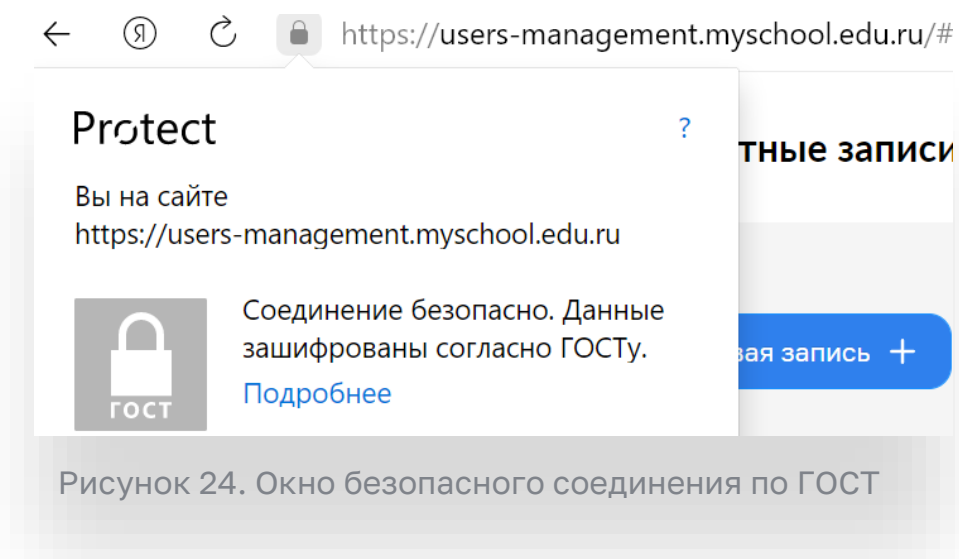 Я https://users-management.myschool.edu.ru/#
Protect ?
тные записи
Вы на сайте
https://users-management.myschool.edu.ru
Соединение безопасно. Данные
зашифрованы согласно ГОСТу.
Подробнее
ГОСТ
вая запись +
Рисунок 24. Окно безопасного соединения по ГОСТ